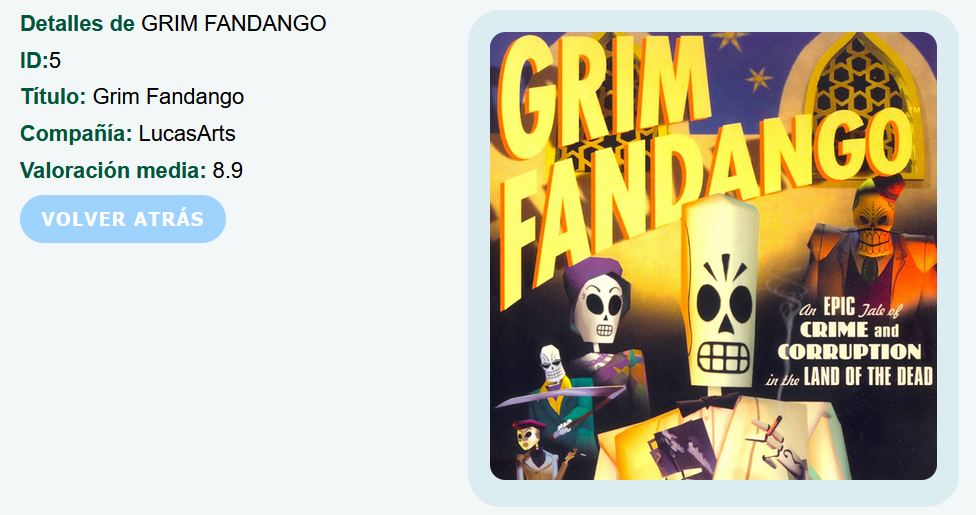 Detalles de GRIM FANDANGO
ID:5
Título: Grim Fandango
Compañía: LucasArts
Valoración media: 8.9
VOLVER ATRÁS
GRIM
FANDANGO
TM
An EPIC Tale of
CRIME and
CORRUPTION
in the LAND OF THE DEAD